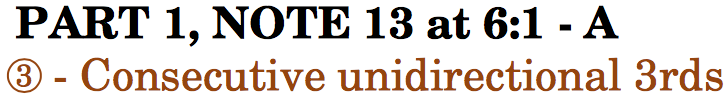 PART 1, NOTE 13 at 6:1 - A
③ - Consecutive unidirectional 3rds